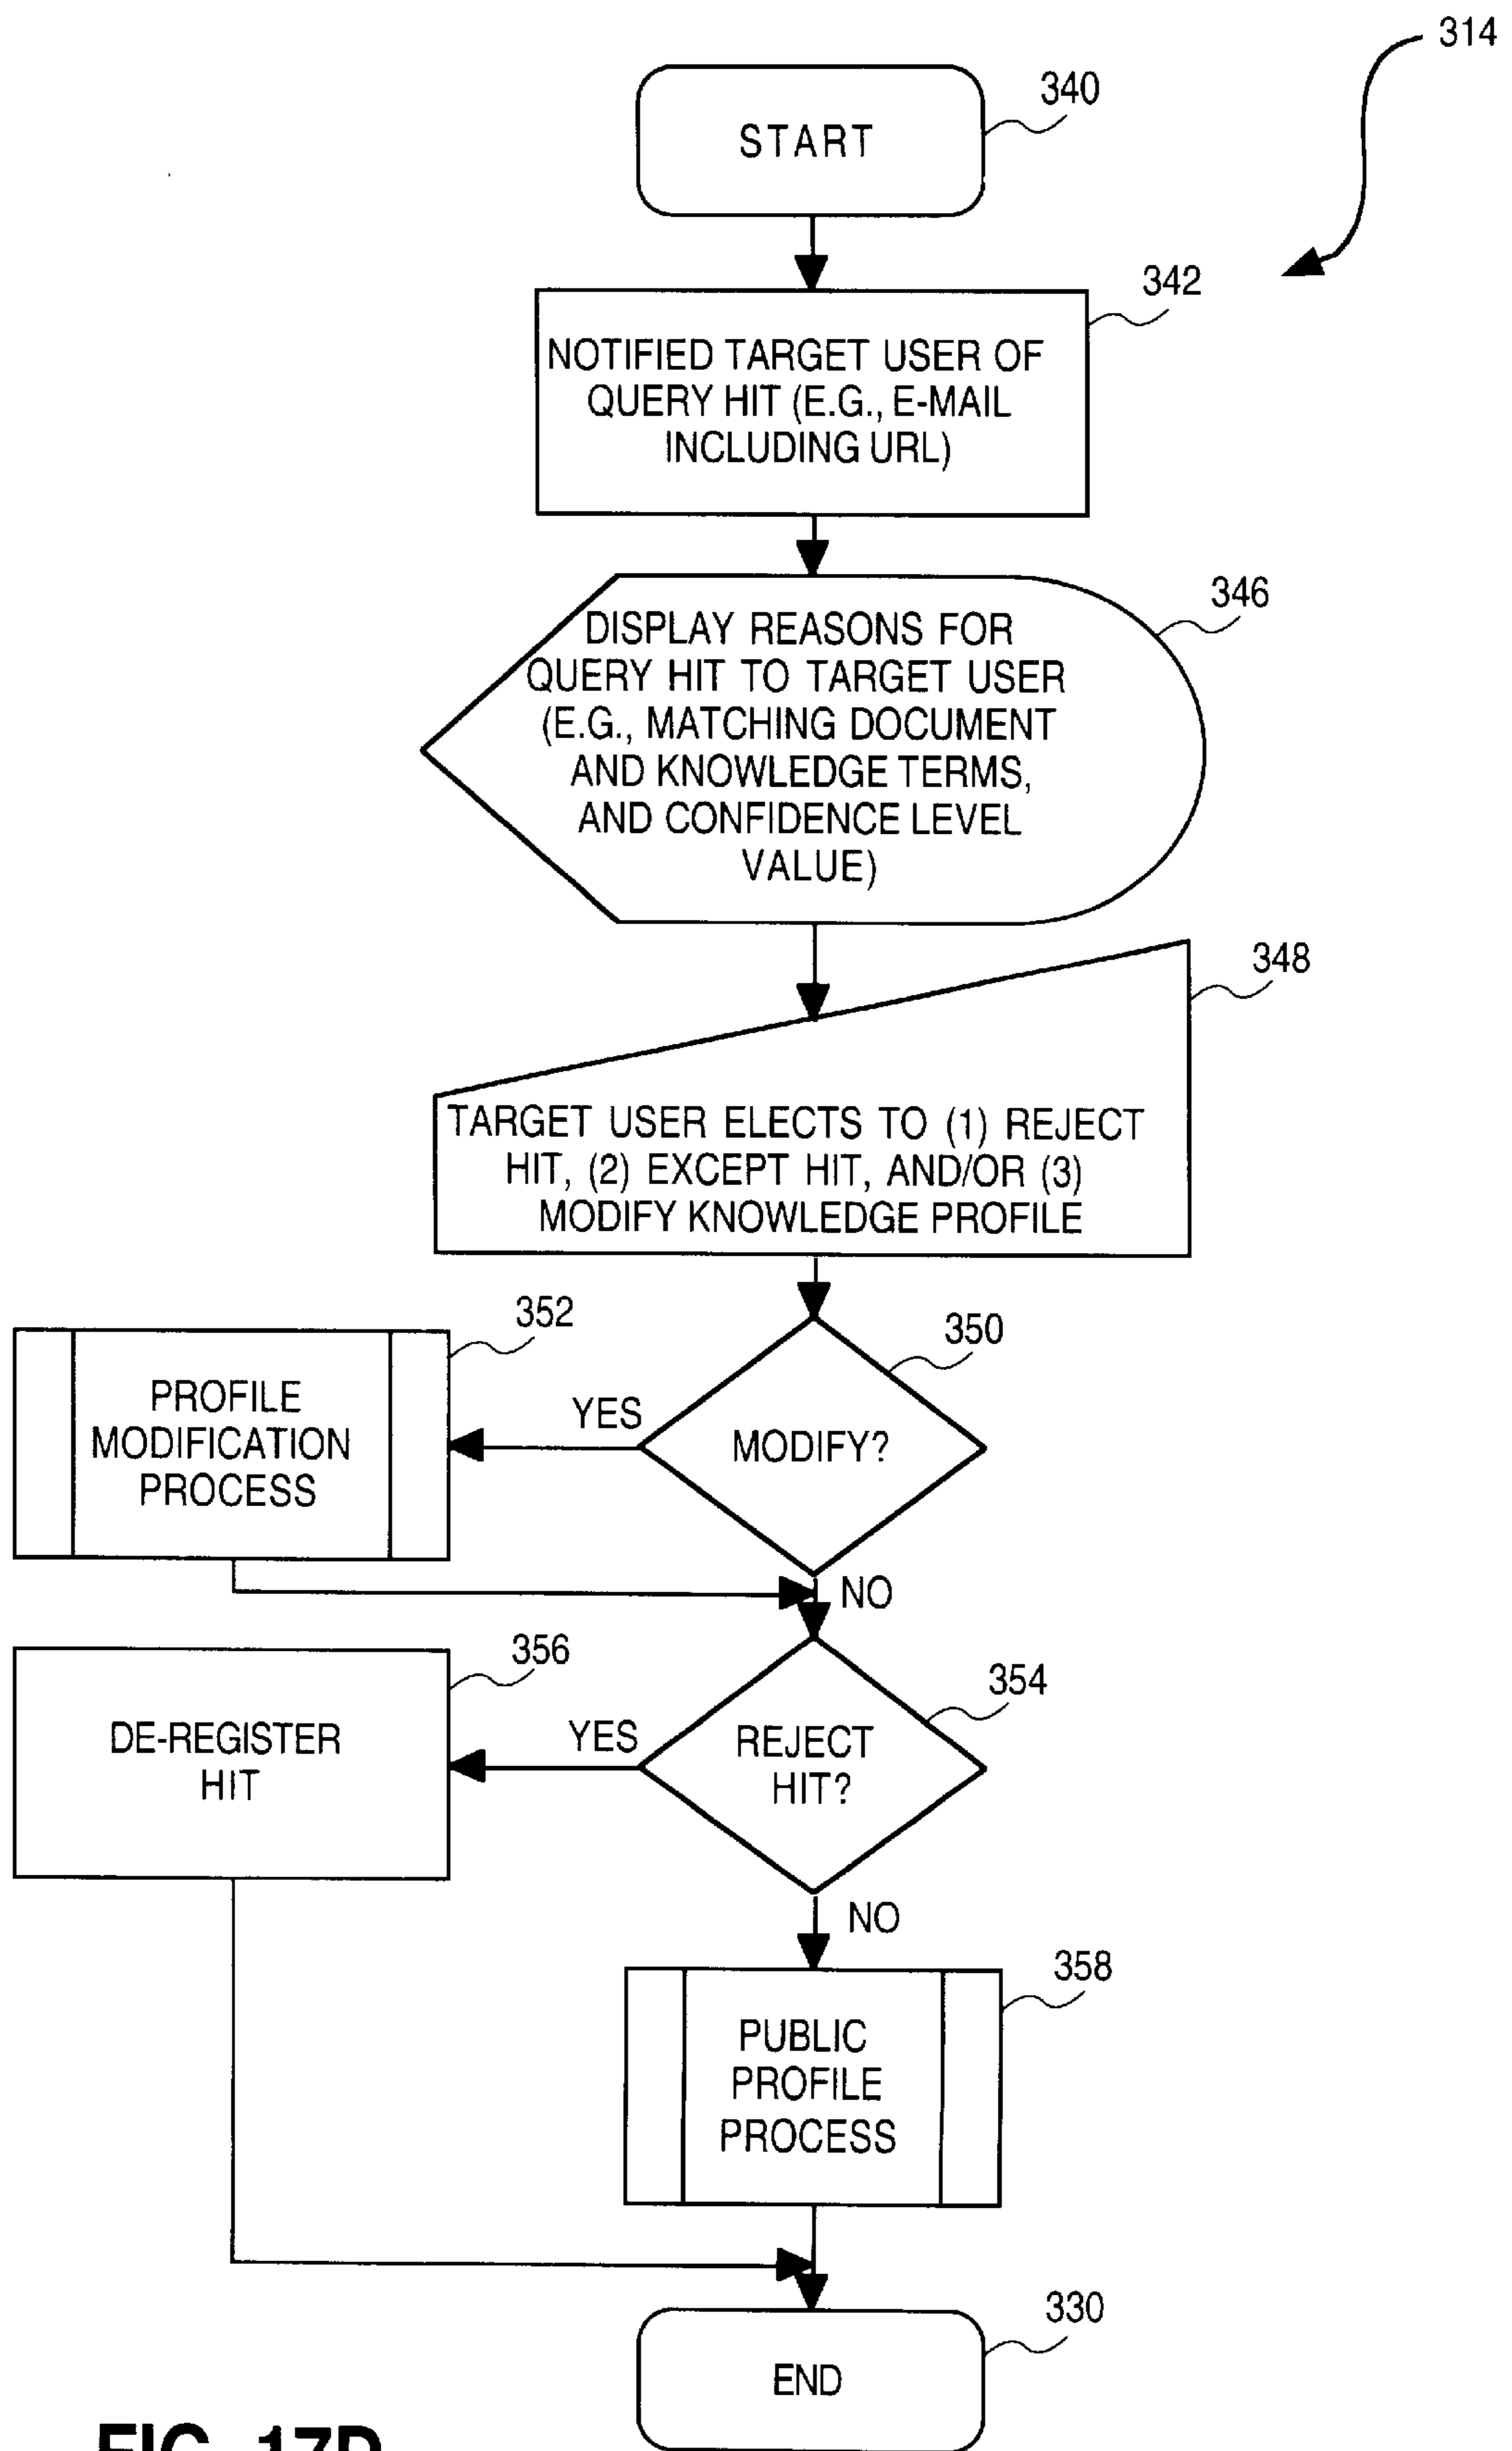 314
340
START
342
NOTIFIED TARGET USER OF
QUERY HIT (E.G., E-MAIL
INCLUDING URL)
346
DISPLAY REASONS FOR
QUERY HIT TO TARGET USER
(E.G., MATCHING DOCUMENT
AND KNOWLEDGE TERMS,
AND CONFIDENCE LEVEL
VALUE)
348
TARGET USER ELECTS TO (1) REJECT
HIT, (2) EXCEPT HIT, AND/OR (3)
MODIFY KNOWLEDGE PROFILE
352
PROFILE
MODIFICATION
PROCESS
YES
350
MODIFY?
NO
356
DE-REGISTER
HIT
YES
354
REJECT
HIT?
NO
358
PUBLIC
PROFILE
PROCESS
330
END